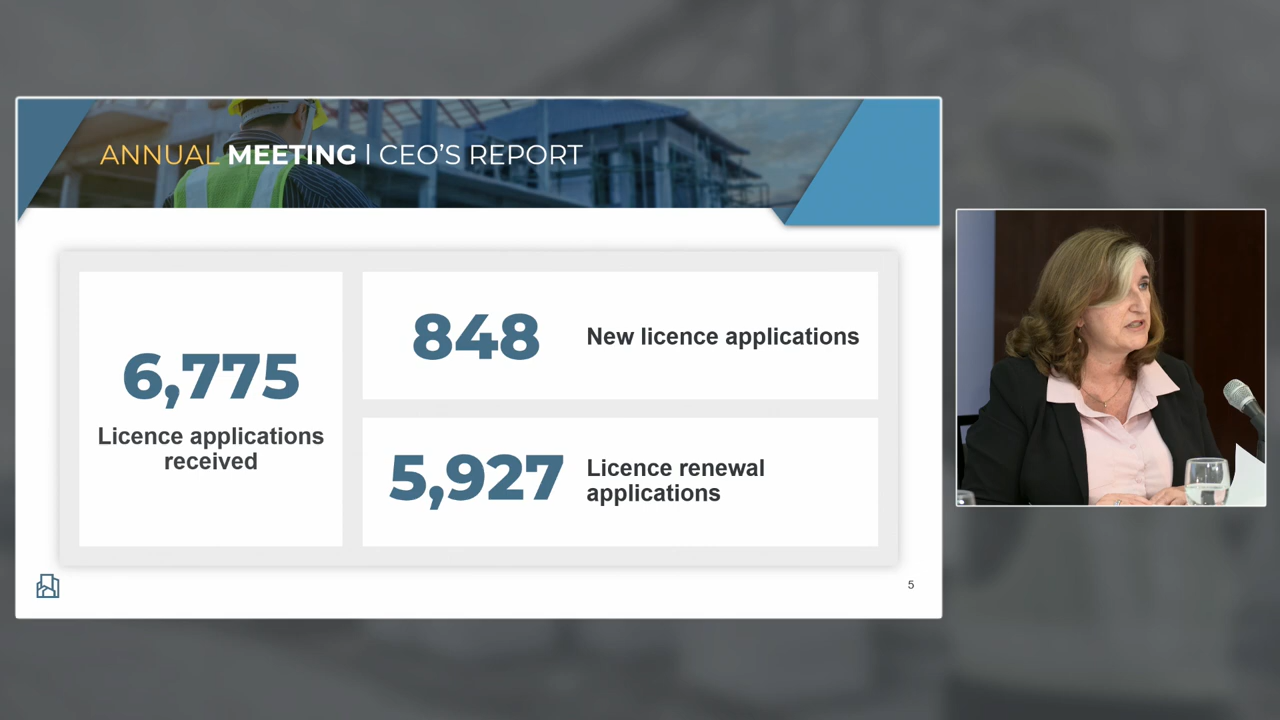 ANNUAL MEETING | CEO'S REPORT
6,775
Licence applications
received
848
New licence applications
5,927
Licence renewal
applications
5